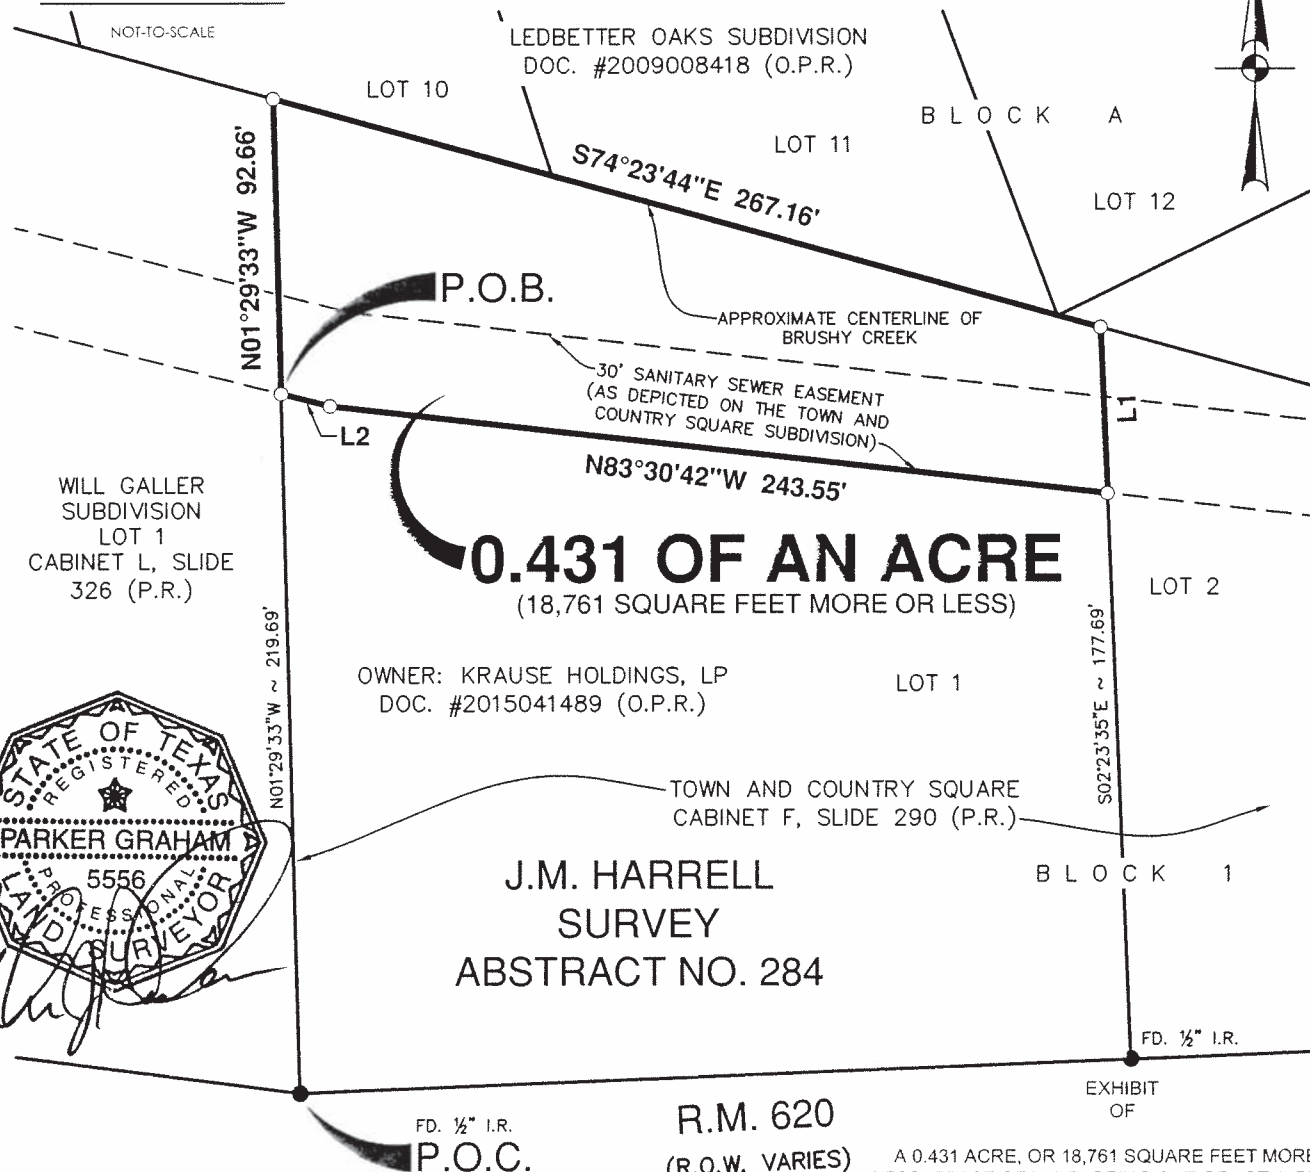 NOT-TO-SCALE
LEDBETTER OAKS SUBDIVISION
DOC. #2009008418 (O.P.R.)
LOT 10
BLOCK A
LOT 11
LOT 12
S74°23'44"E 267.16'
N01°29'33"W 92.66'
P.O.B.
APPROXIMATE CENTERLINE OF
BRUSHY CREEK
30' SANITARY SEWER EASEMENT
(AS DEPICTED ON THE TOWN AND
COUNTRY SQUARE SUBDIVISION)
L1
L2
N83°30'42"W 243.55'
WILL GALLER
SUBDIVISION
LOT 1
CABINET L, SLIDE
326 (P.R.)
0.431 OF AN ACRE
(18,761 SQUARE FEET MORE OR LESS)
LOT 2
N01°29'33"W ~ 219.69'
S02°23'35"E ~ 177.69'
OWNER: KRAUSE HOLDINGS, LP
DOC. #2015041489 (O.P.R.)
LOT 1
STATE OF TEXAS
REGISTERED
PARKER GRAHAM
5556
PROFESSIONAL
LAND SURVEYOR
TOWN AND COUNTRY SQUARE
CABINET F, SLIDE 290 (P.R.)
BLOCK 1
J.M. HARRELL
SURVEY
ABSTRACT NO. 284
FD. ½" I.R.
EXHIBIT
OF
FD. ½" I.R.
P.O.C.
R.M. 620
(R.O.W. VARIES)
A 0.431 ACRE, OR 18,761 SQUARE FEET MORE